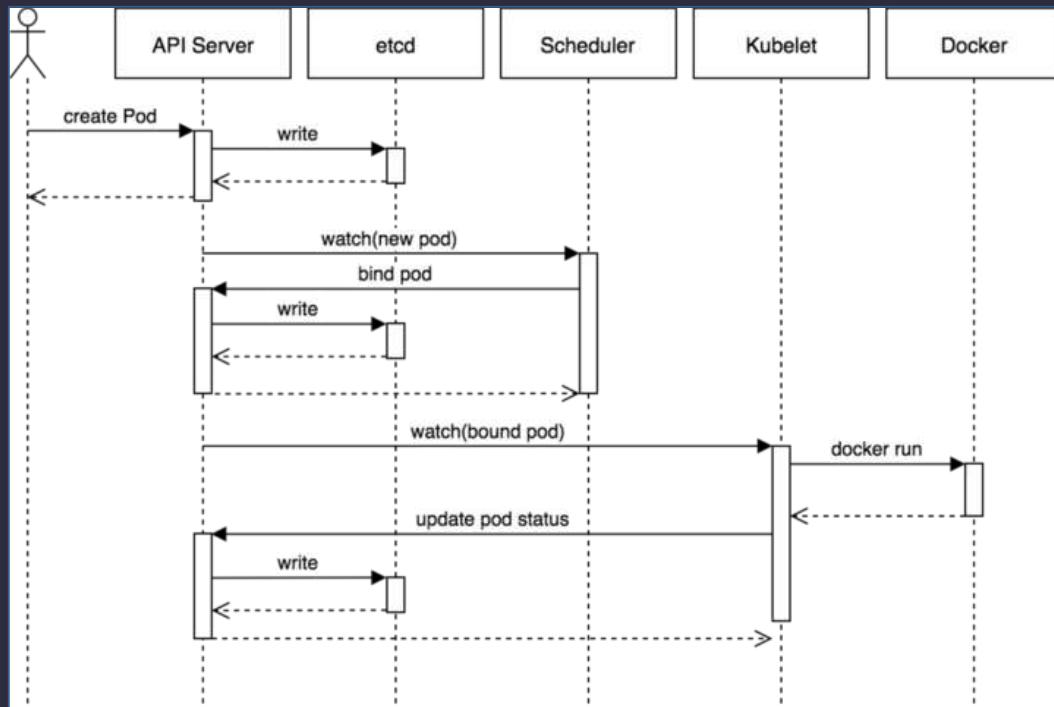 API Server
etcd
Scheduler
Kubelet
Docker
create Pod
write
watch(new pod)
bind pod
write
watch(bound pod)
docker run
update pod status
write